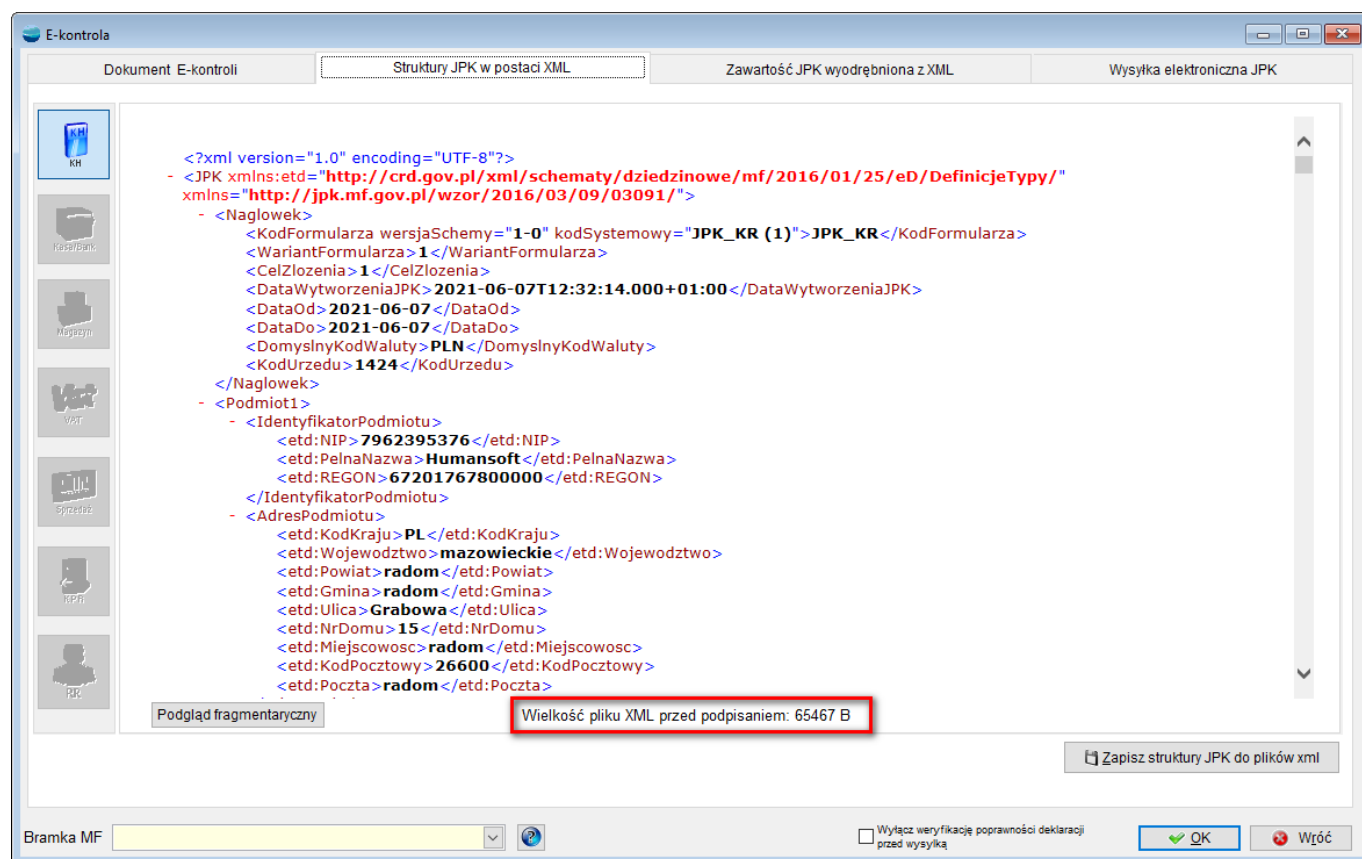 E-kontrola
Dokument E-kontroli
Struktury JPK w postaci XML
Zawartość JPK wyodrębniona z XML
Wysyłka elektroniczna JPK
KH
KH
Kasa/Bank
Magazyn
VAT
Sprzedaż
KPR
RR
<?xml version="1.0" encoding="UTF-8"?>
- <JPK xmlns:etd="http://crd.gov.pl/xml/schematy/dziedzinowe/mf/2016/01/25/eD/DefinicjeTypy/"
xmlns="http://jpk.mf.gov.pl/wzor/2016/03/09/03091/">
- <Naglowek>
<KodFormularza wersjaSchemy="1-0" kodSystemowy="JPK_KR (1)">JPK_KR</KodFormularza>
<WariantFormularza>1</WariantFormularza>
<CelZlozenia>1</CelZlozenia>
<DataWytworzeniaJPK>2021-06-07T12:32:14.000+01:00</DataWytworzeniaJPK>
<DataOd>2021-06-07</DataOd>
<DataDo>2021-06-07</DataDo>
<DomyslnyKodWaluty>PLN</DomyslnyKodWaluty>
<KodUrzedu>1424</KodUrzedu>
</Naglowek>
- <Podmiot1>
- <IdentyfikatorPodmiotu>
<etd:NIP>7962395376</etd:NIP>
<etd:PelnaNazwa>Humansoft</etd:PelnaNazwa>
<etd:REGON>67201767800000</etd:REGON>
</IdentyfikatorPodmiotu>
- <AdresPodmiotu>
<etd:KodKraju>PL</etd:KodKraju>
<etd:Wojewodztwo>mazowieckie</etd:Wojewodztwo>
<etd:Powiat>radom</etd:Powiat>
<etd:Gmina>radom</etd:Gmina>
<etd:Ulica>Grabowa</etd:Ulica>
<etd:NrDomu>15</etd:NrDomu>
<etd:Miejscowosc>radom</etd:Miejscowosc>
<etd:KodPocztowy>26600</etd:KodPocztowy>
<etd:Poczta>radom</etd:Poczta>
Podgląd fragmentaryczny
Wielkość pliku XML przed podpisaniem: 65467 B
Zapisz struktury JPK do plików xml
Bramka MF
Wyłącz weryfikację poprawności deklaracji
przed wysyłką
OK
Wróć